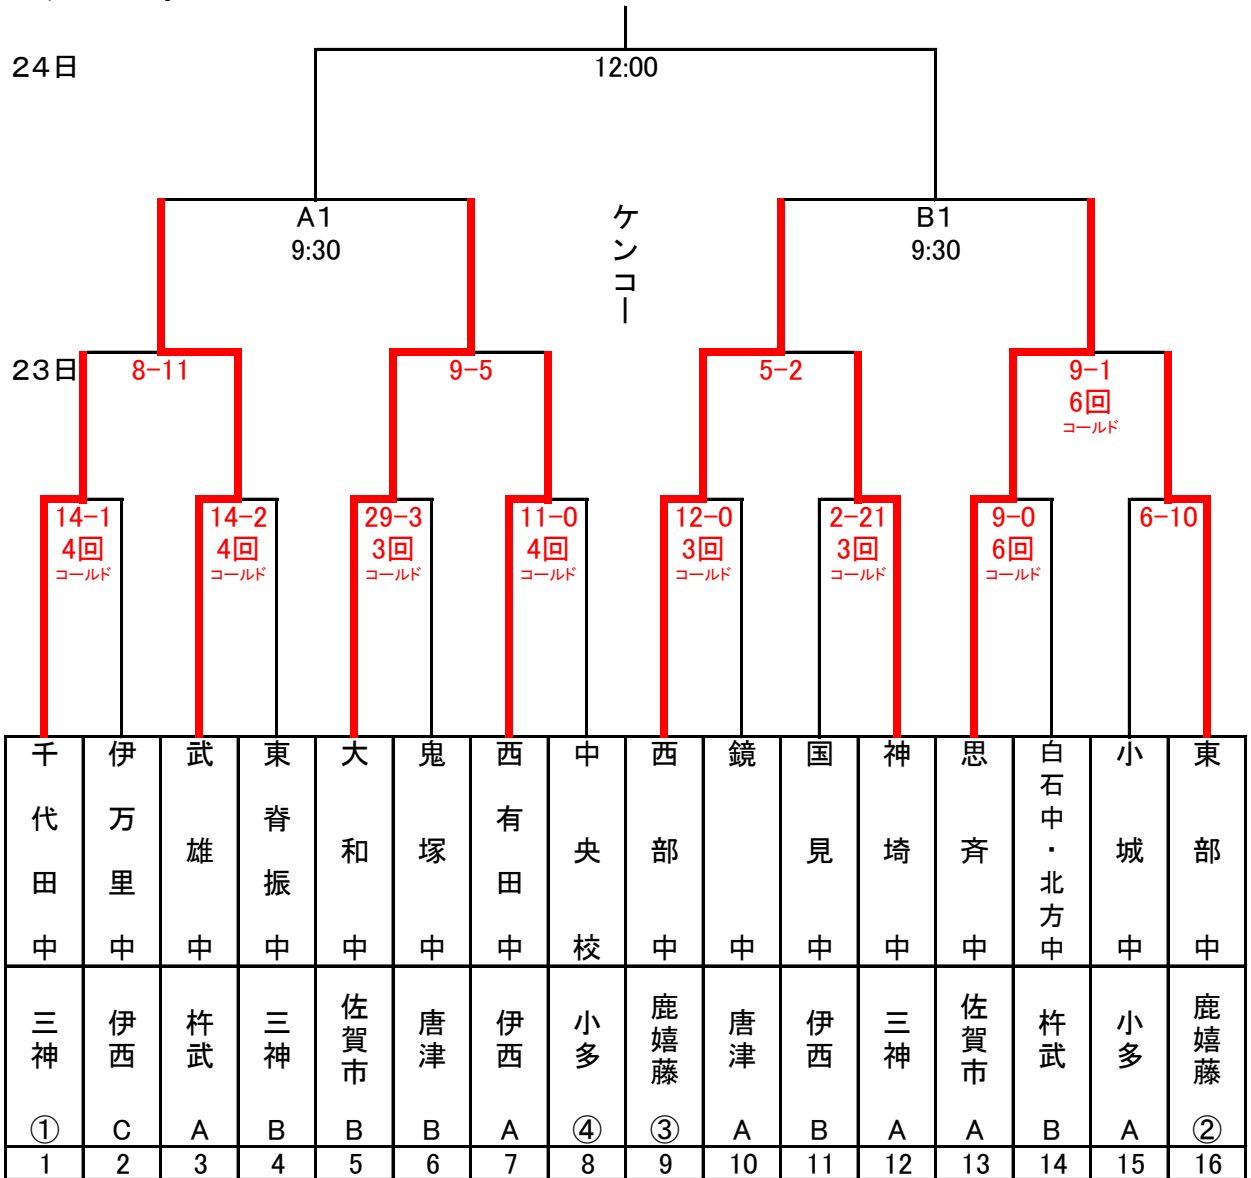 24日
12:00
A1
9:30
ケンコー
B1
9:30
23日
8-11
9-5
5-2
9-1
6回
コールド
14-1
4回
コールド
14-2
4回
コールド
29-3
3回
コールド
11-0
4回
コールド
12-0
3回
コールド
2-21
3回
コールド
9-0
6回
コールド
6-10
千代田中
伊万里中
武雄中
東脊振中
大和中
鬼塚中
西有田中
中央校
西部中
鏡中
国見中
神埼中
思斉中
白石中・北方中
小城中
東部中
三神
伊西
杵武
三神
佐賀市
唐津
伊西
小多
鹿嬉藤
唐津
伊西
三神
佐賀市
杵武
小多
鹿嬉藤
① C A B B B A ④ ③ A B A A B A ②
1 2 3 4 5 6 7 8 9 10 11 12 13 14 15 16